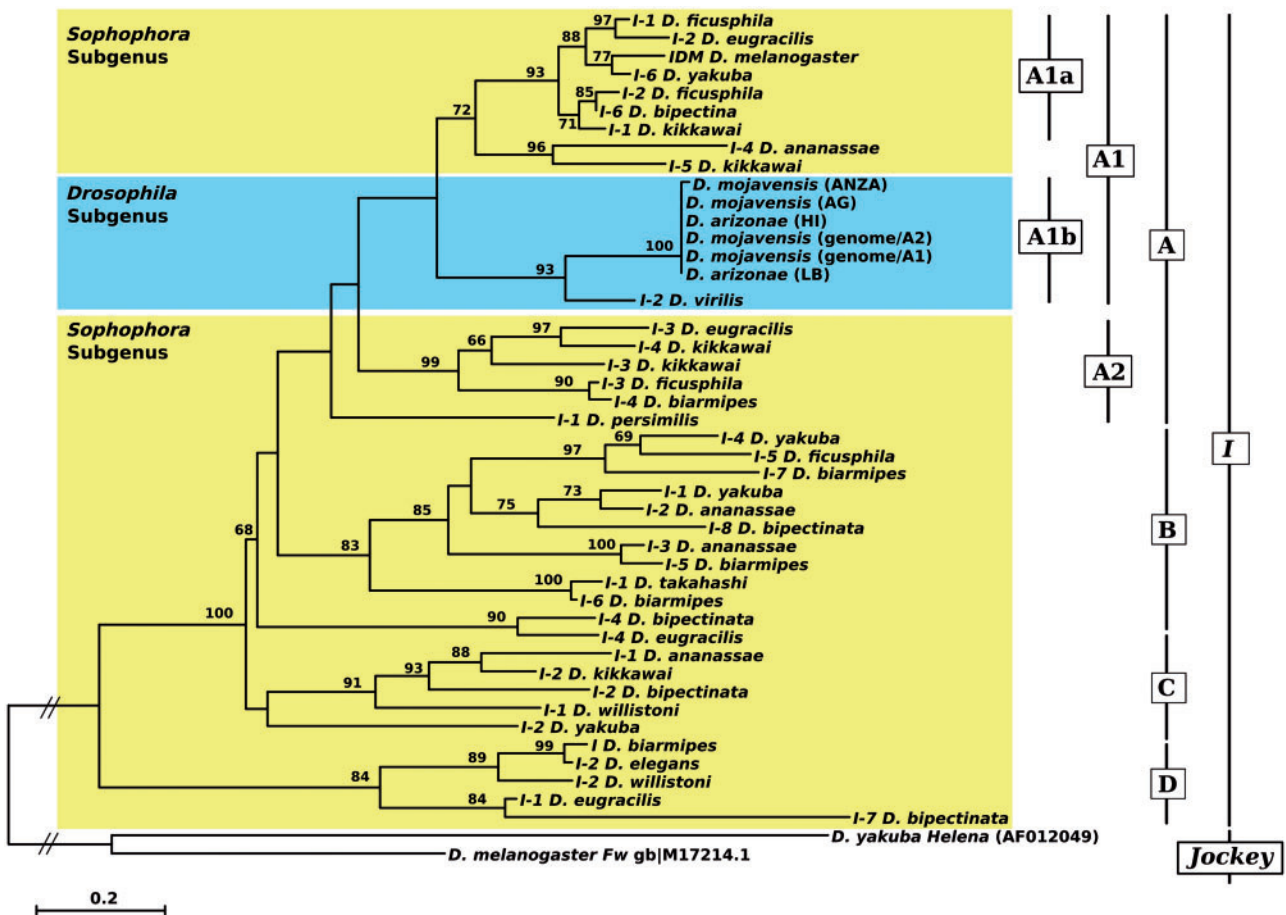 Sophophora
Subgenus
97
I-1 D. ficusphila
I-2 D. eugracilis
88
IDM D. melanogaster
77
I-6 D. yakuba
93
85
I-2 D. ficusphila
I-6 D. bipectina
71
I-1 D. kikkawai
72
96
I-4 D. ananassae
I-5 D. kikkawai
A1a
A1
Drosophila
Subgenus
D. mojavensis (ANZA)
D. mojavensis (AG)
D. arizonae (HI)
D. mojavensis (genome/A2)
100
D. mojavensis (genome/A1)
D. arizonae (LB)
93
I-2 D. virilis
A1b
A
Sophophora
Subgenus
97
I-3 D. eugracilis
I-4 D. kikkawai
66
I-3 D. kikkawai
99
90
I-3 D. ficusphila
I-4 D. biarmipes
A2
I-1 D. persimilis
69
I-4 D. yakuba
I-5 D. ficusphila
97
I-7 D. biarmipes
I
73
I-1 D. yakuba
I-2 D. ananassae
75
I-8 D. bipectinata
85
100
I-3 D. ananassae
I-5 D. biarmipes
B
83
100
I-1 D. takahashi
I-6 D. biarmipes
68
90
I-4 D. bipectinata
I-4 D. eugracilis
100
88
I-1 D. ananassae
93
I-2 D. kikkawai
I-2 D. bipectinata
91
I-1 D. willistoni
I-2 D. yakuba
C
99
I D. biarmipes
I-2 D. elegans
89
I-2 D. willistoni
84
84
I-1 D. eugracilis
I-7 D. bipectinata
D
D. yakuba Helena (AF012049)
D. melanogaster Fw gb|M17214.1
Jockey
0.2